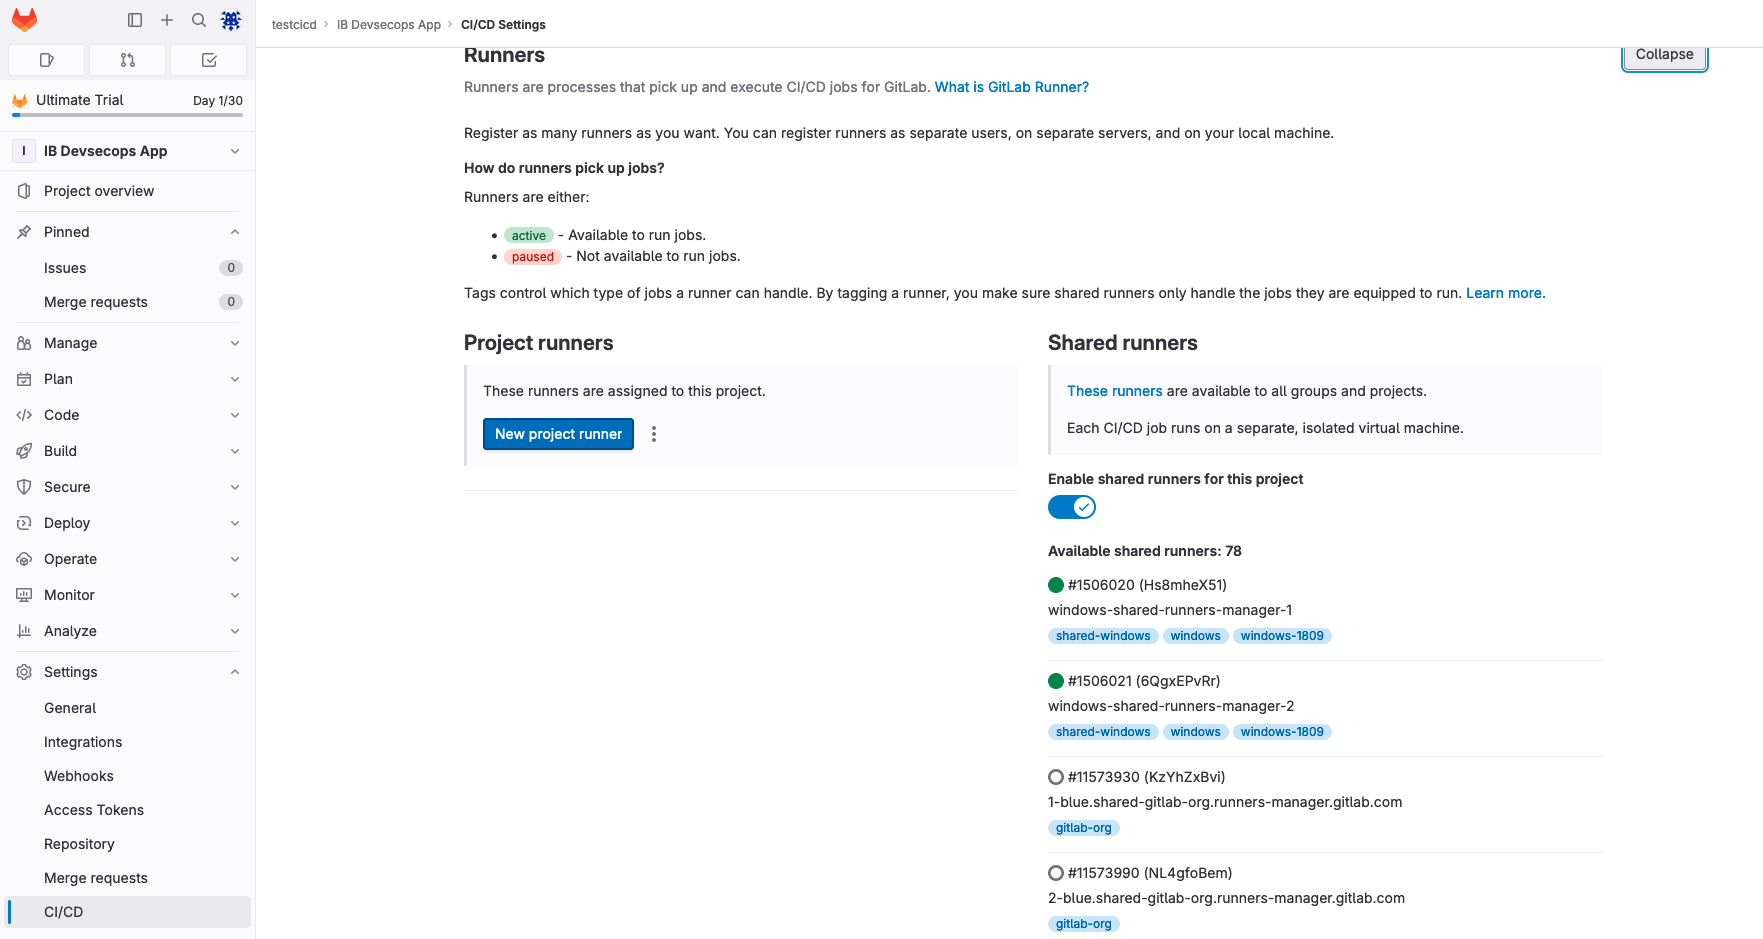 testcicd › IB Devsecops App › CI/CD Settings
Ultimate Trial Day 1/30
I IB Devsecops App
Project overview
Pinned
Issues 0
Merge requests 0
Manage
Plan
Code
Build
Secure
Deploy
Operate
Monitor
Analyze
Settings
General
Integrations
Webhooks
Access Tokens
Repository
Merge requests
CI/CD
Runners
Collapse
Runners are processes that pick up and execute CI/CD jobs for GitLab. What is GitLab Runner?
Register as many runners as you want. You can register runners as separate users, on separate servers, and on your local machine.
How do runners pick up jobs?
Runners are either:
• active - Available to run jobs.
• paused - Not available to run jobs.
Tags control which type of jobs a runner can handle. By tagging a runner, you make sure shared runners only handle the jobs they are equipped to run. Learn more.
Project runners
These runners are assigned to this project.
New project runner
Shared runners
These runners are available to all groups and projects.
Each CI/CD job runs on a separate, isolated virtual machine.
Enable shared runners for this project
Available shared runners: 78
#1506020 (Hs8mheX51)
windows-shared-runners-manager-1
shared-windows windows windows-1809
#1506021 (6QgxEPvRr)
windows-shared-runners-manager-2
shared-windows windows windows-1809
#11573930 (KzYhZxBvi)
1-blue.shared-gitlab-org.runners-manager.gitlab.com
gitlab-org
#11573990 (NL4gfoBem)
2-blue.shared-gitlab-org.runners-manager.gitlab.com
gitlab-org